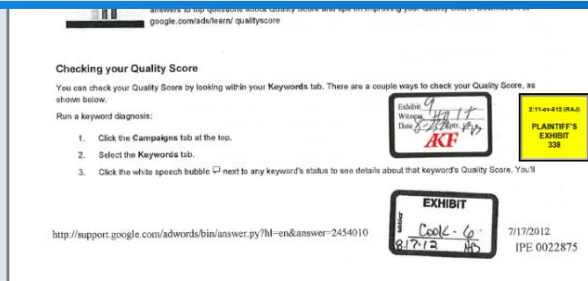 google.com/ads/learn/ qualityscore
Checking your Quality Score
You can check your Quality Score by looking within your Keywords tab. There are a couple ways to check your Quality Score, as
shown below.
Run a keyword diagnosis:
1. Click the Campaigns tab at the top.
2. Select the Keywords tab.
3. Click the white speech bubble next to any keyword's status to see details about that keyword's Quality Score. You'll
Exhibit 9
Witness
Date
AKF
2:11-cv-512 (RAJ)
PLAINTIFF'S
EXHIBIT
338
EXHIBIT
Cook - 6
8.17.12
http://support.google.com/adwords/bin/answer.py?hl=en&answer=2454010
7/17/2012
IPE 0022875